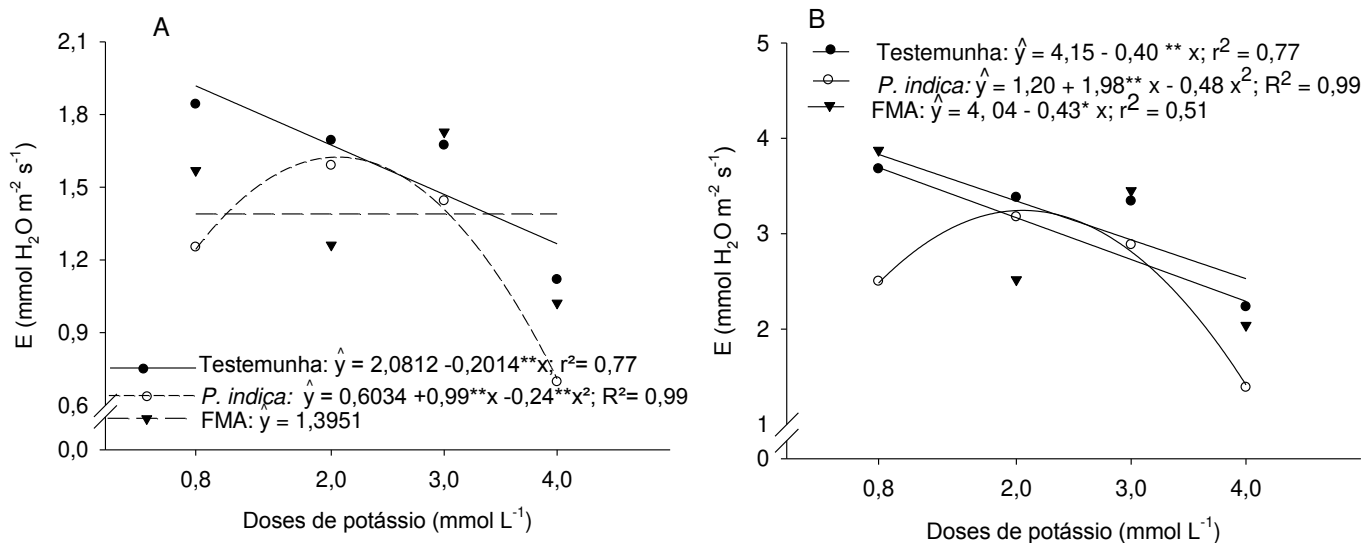 A
E (mmol H₂O m⁻² s⁻¹)
2,1
1,8
1,5
1,2
0,9
0,6
0,0
Testemunha: ŷ = 2,0812 -0,2014**x; r²= 0,77
P. indica: ŷ = 0,6034 +0,99**x -0,24**x²; R²= 0,99
FMA: ŷ = 1,3951
0,8 2,0 3,0 4,0
Doses de potássio (mmol L⁻¹)
B
Testemunha: ŷ = 4,15 - 0,40 ** x; r² = 0,77
P. indica: ŷ = 1,20 + 1,98** x - 0,48 x²; R² = 0,99
FMA: ŷ = 4, 04 - 0,43* x; r² = 0,51
E (mmol H₂O m⁻² s⁻¹)
5
4
3
2
1
0
0,8 2,0 3,0 4,0
Doses de potássio (mmol L⁻¹)